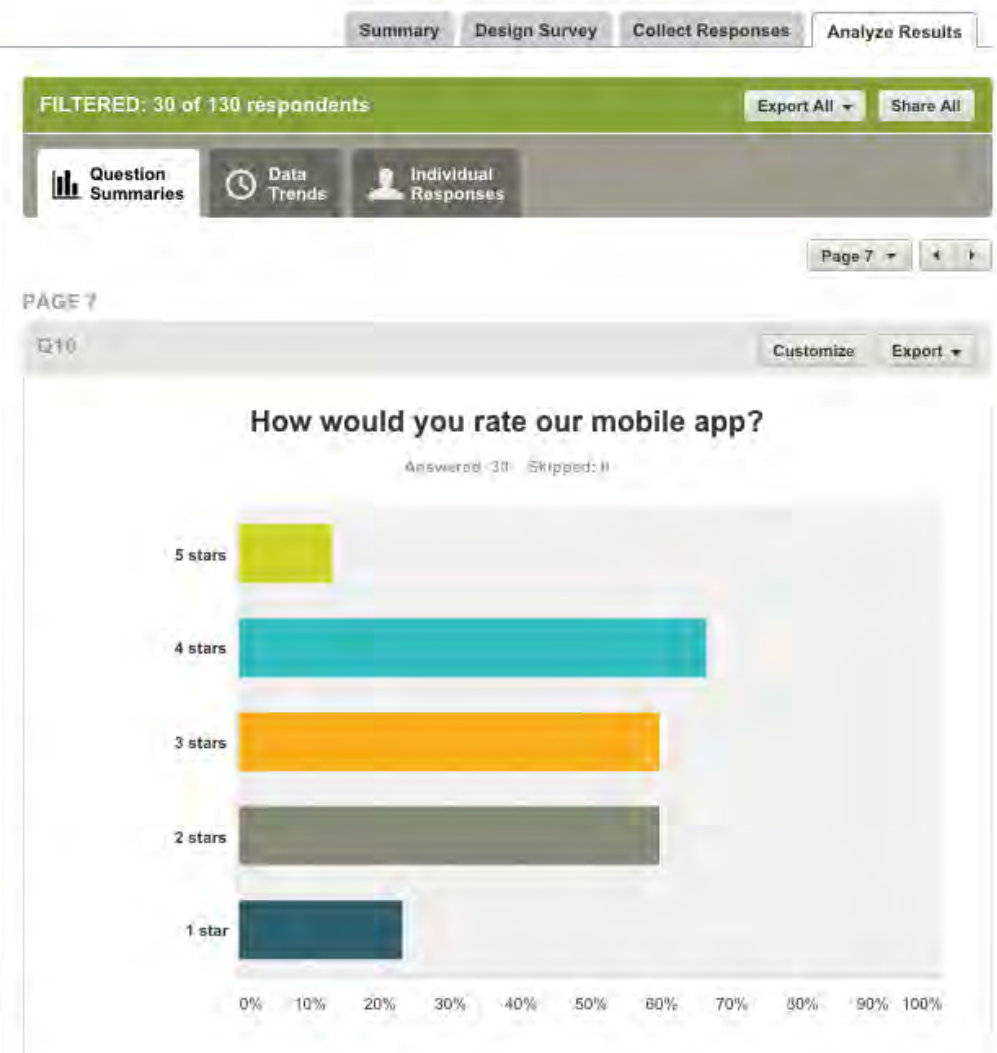 Summary Design Survey Collect Responses Analyze Results
FILTERED: 30 of 130 respondents Export All Share All
Question Summaries
Data Trends
Individual Responses
Page 7
PAGE 7
Q10 Customize Export
How would you rate our mobile app?
Answered: 30 Skipped: 0
5 stars
4 stars
3 stars
2 stars
1 star
0% 10% 20% 30% 40% 50% 60% 70% 80% 90% 100%